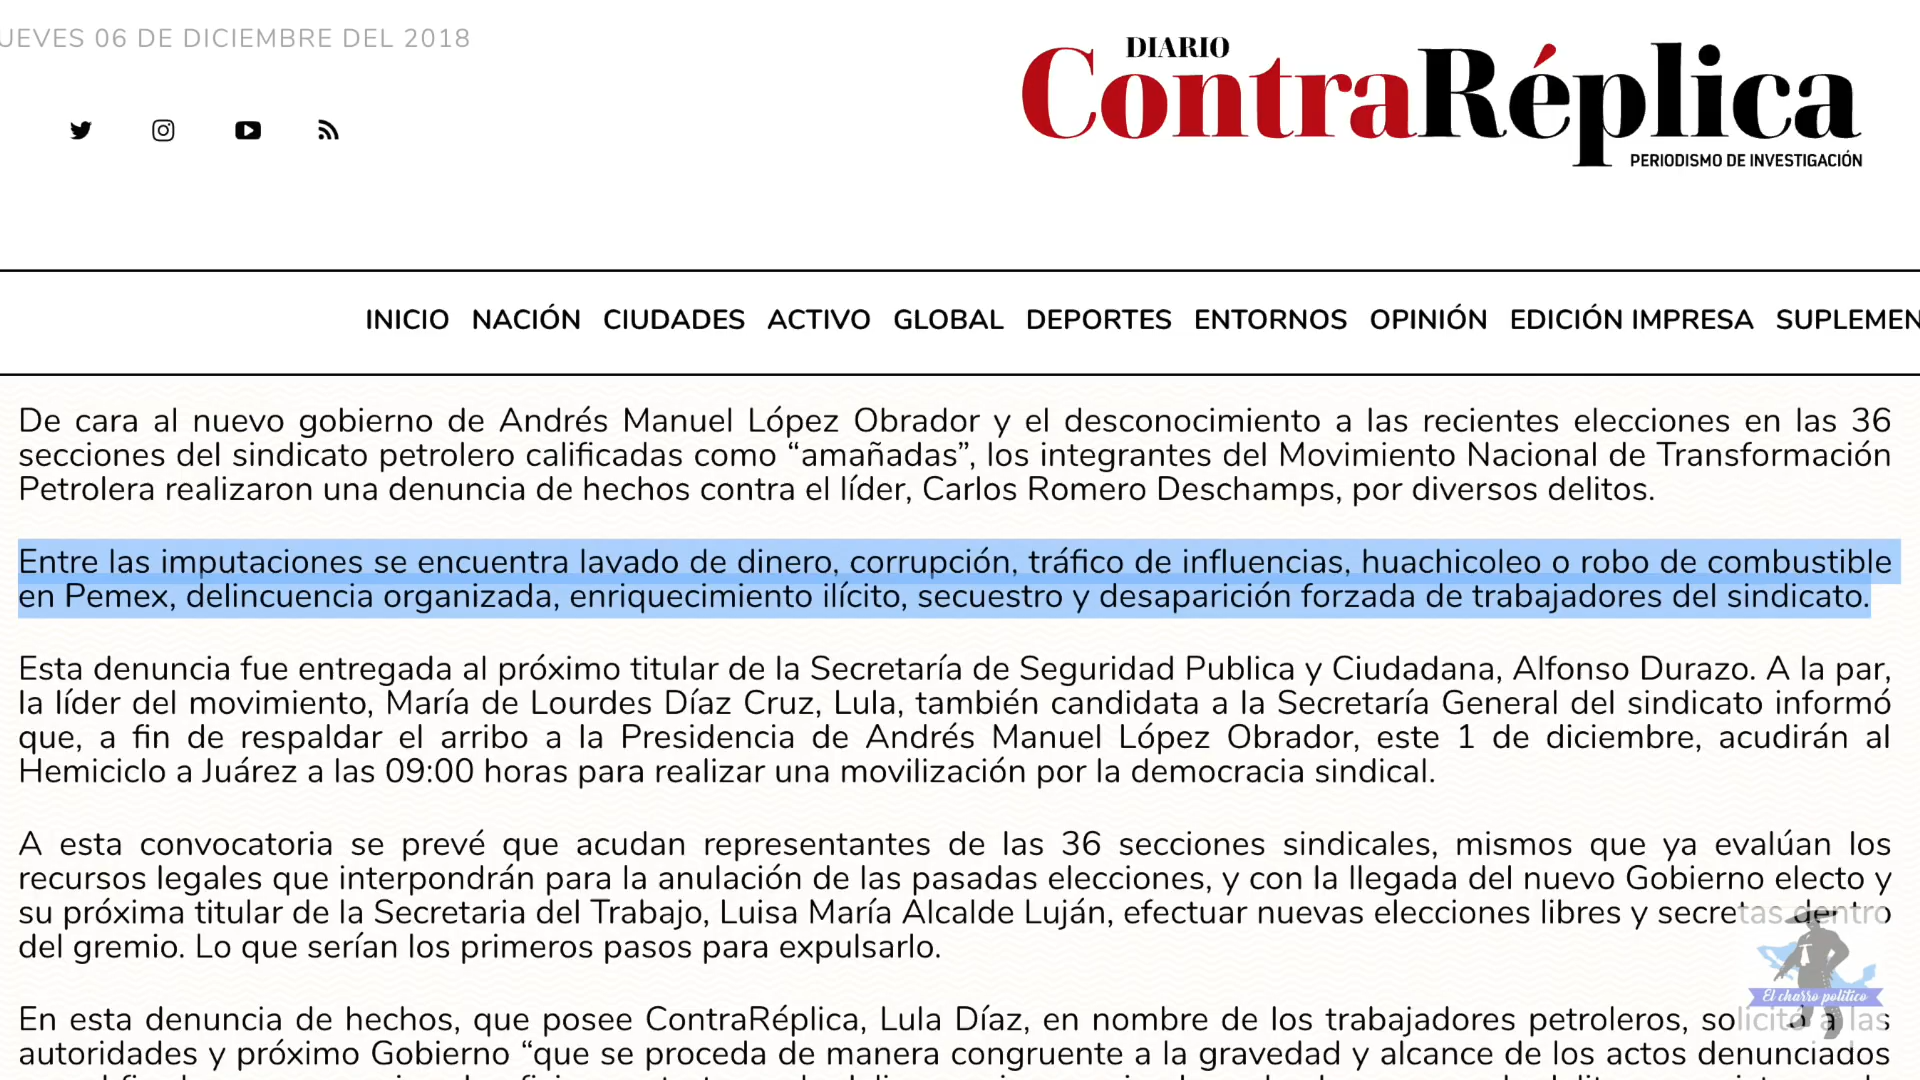 UEVES 06 DE DICIEMBRE DEL 2018
DIARIO
ContraRéplica
PERIODISMO DE INVESTIGACIÓN
INICIO NACIÓN CIUDADES ACTIVO GLOBAL DEPORTES ENTORNOS OPINIÓN EDICIÓN IMPRESA SUPLEMEN
De cara al nuevo gobierno de Andrés Manuel López Obrador y el desconocimiento a las recientes elecciones en las 36
secciones del sindicato petrolero calificadas como “amañadas”, los integrantes del Movimiento Nacional de Transformación
Petrolera realizaron una denuncia de hechos contra el líder, Carlos Romero Deschamps, por diversos delitos.
Entre las imputaciones se encuentra lavado de dinero, corrupción, tráfico de influencias, huachicoleo o robo de combustible
en Pemex, delincuencia organizada, enriquecimiento ilícito, secuestro y desaparición forzada de trabajadores del sindicato.
Esta denuncia fue entregada al próximo titular de la Secretaría de Seguridad Publica y Ciudadana, Alfonso Durazo. A la par,
la líder del movimiento, María de Lourdes Díaz Cruz, Lula, también candidata a la Secretaría General del sindicato informó
que, a fin de respaldar el arribo a la Presidencia de Andrés Manuel López Obrador, este 1 de diciembre, acudirán al
Hemiciclo a Juárez a las 09:00 horas para realizar una movilización por la democracia sindical.
A esta convocatoria se prevé que acudan representantes de las 36 secciones sindicales, mismos que ya evalúan los
recursos legales que interpondrán para la anulación de las pasadas elecciones, y con la llegada del nuevo Gobierno electo y
su próxima titular de la Secretaria del Trabajo, Luisa María Alcalde Luján, efectuar nuevas elecciones libres y secretas dentro
del gremio. Lo que serían los primeros pasos para expulsarlo.
El charro político
En esta denuncia de hechos, que posee ContraRéplica, Lula Díaz, en nombre de los trabajadores petroleros, solicitó a las
autoridades y próximo Gobierno “que se proceda de manera congruente a la gravedad y alcance de los actos denunciados